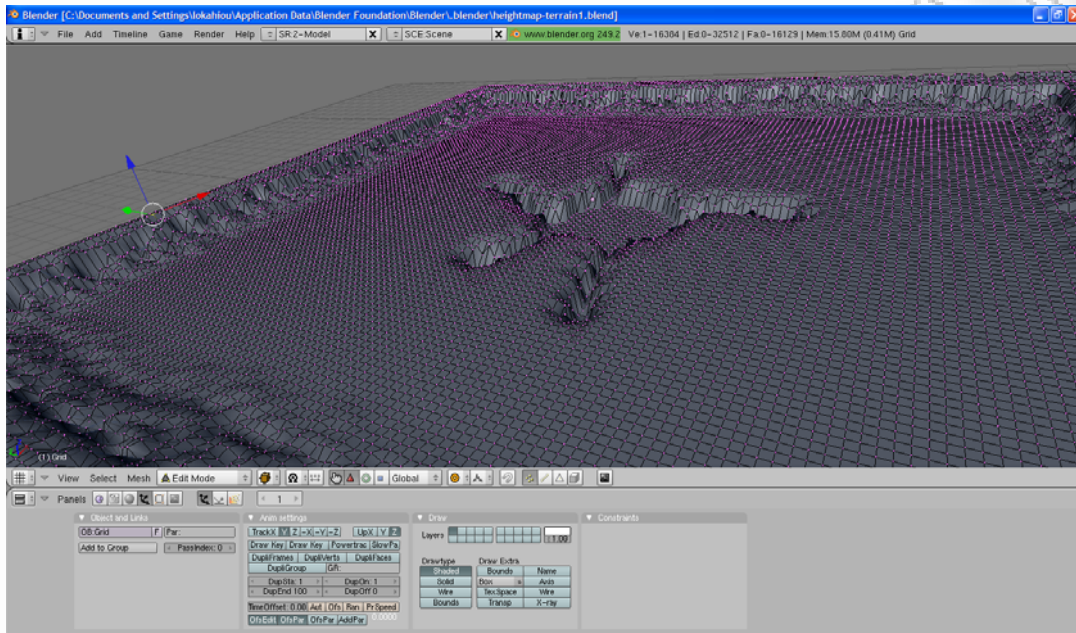 Blender [C:\Documents and Settings\lokahiou\Application Data\Blender Foundation\Blender\.blender\heightmap-terrain1.blend]
File Add Timeline Game Render Help SR:2-Model X SCE:Scene X www.blender.org 249.2 Ve:1-16384 | Ed:0-32512 | Fa:0-16129 | Mem:15.80M (0.41M) Grid
(1) Grid
View Select Mesh Edit Mode Global
Panels 1
Object and Links Anim settings Draw Constraints
OB:Grid F Par:
Add to Group PassIndex: 0
TrackX Y Z -X -Y -Z UpX Y Z
Draw Key Draw Key Powertrac SlowPa
DupliFrames DupliVerts DupliFaces
DupliGroup GR:
DupSta: 1 DupOn: 1
DupEnd 100 DupOff 0
TimeOffset: 0.00 Aut Ofs Ran PrSpeed
OfsEdit OfsPar OfsPar AddPar 0.0000
Layers 1.00
Drawtype Draw Extra
Shaded Bounds Name
Solid Box Axis
Wire TexSpace Wire
Bounds Transp X-ray